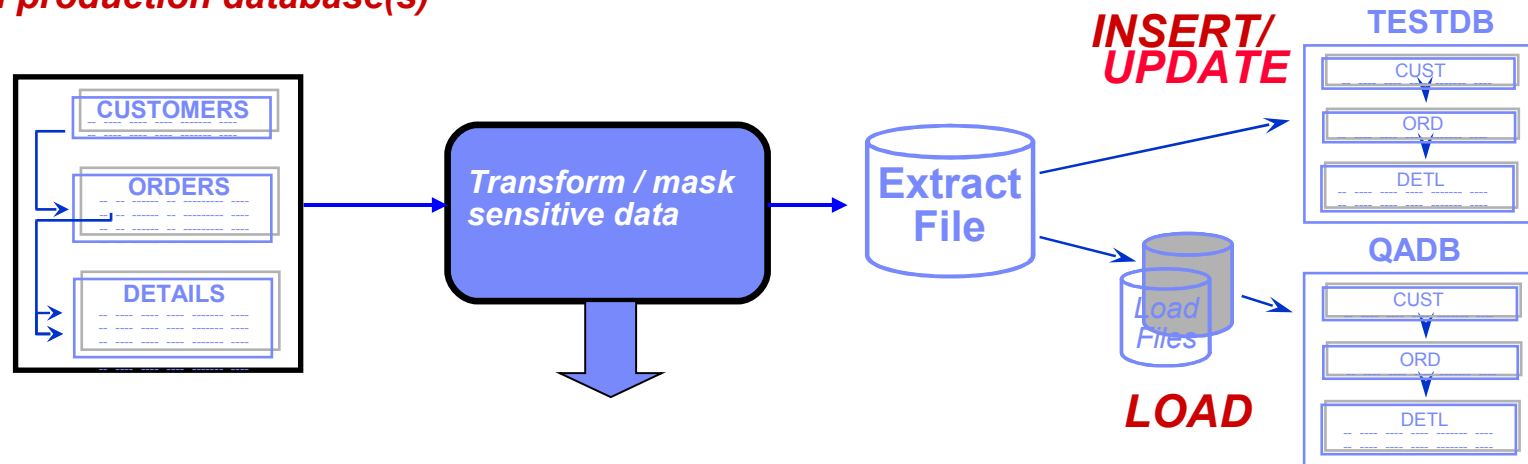 production database(s)
CUSTOMERS
ORDERS
DETAILS
Transform / mask
sensitive data
Extract
File
INSERT/
UPDATE
TESTDB
CUST
ORD
DETL
Load
Files
LOAD
QADB
CUST
ORD
DETL